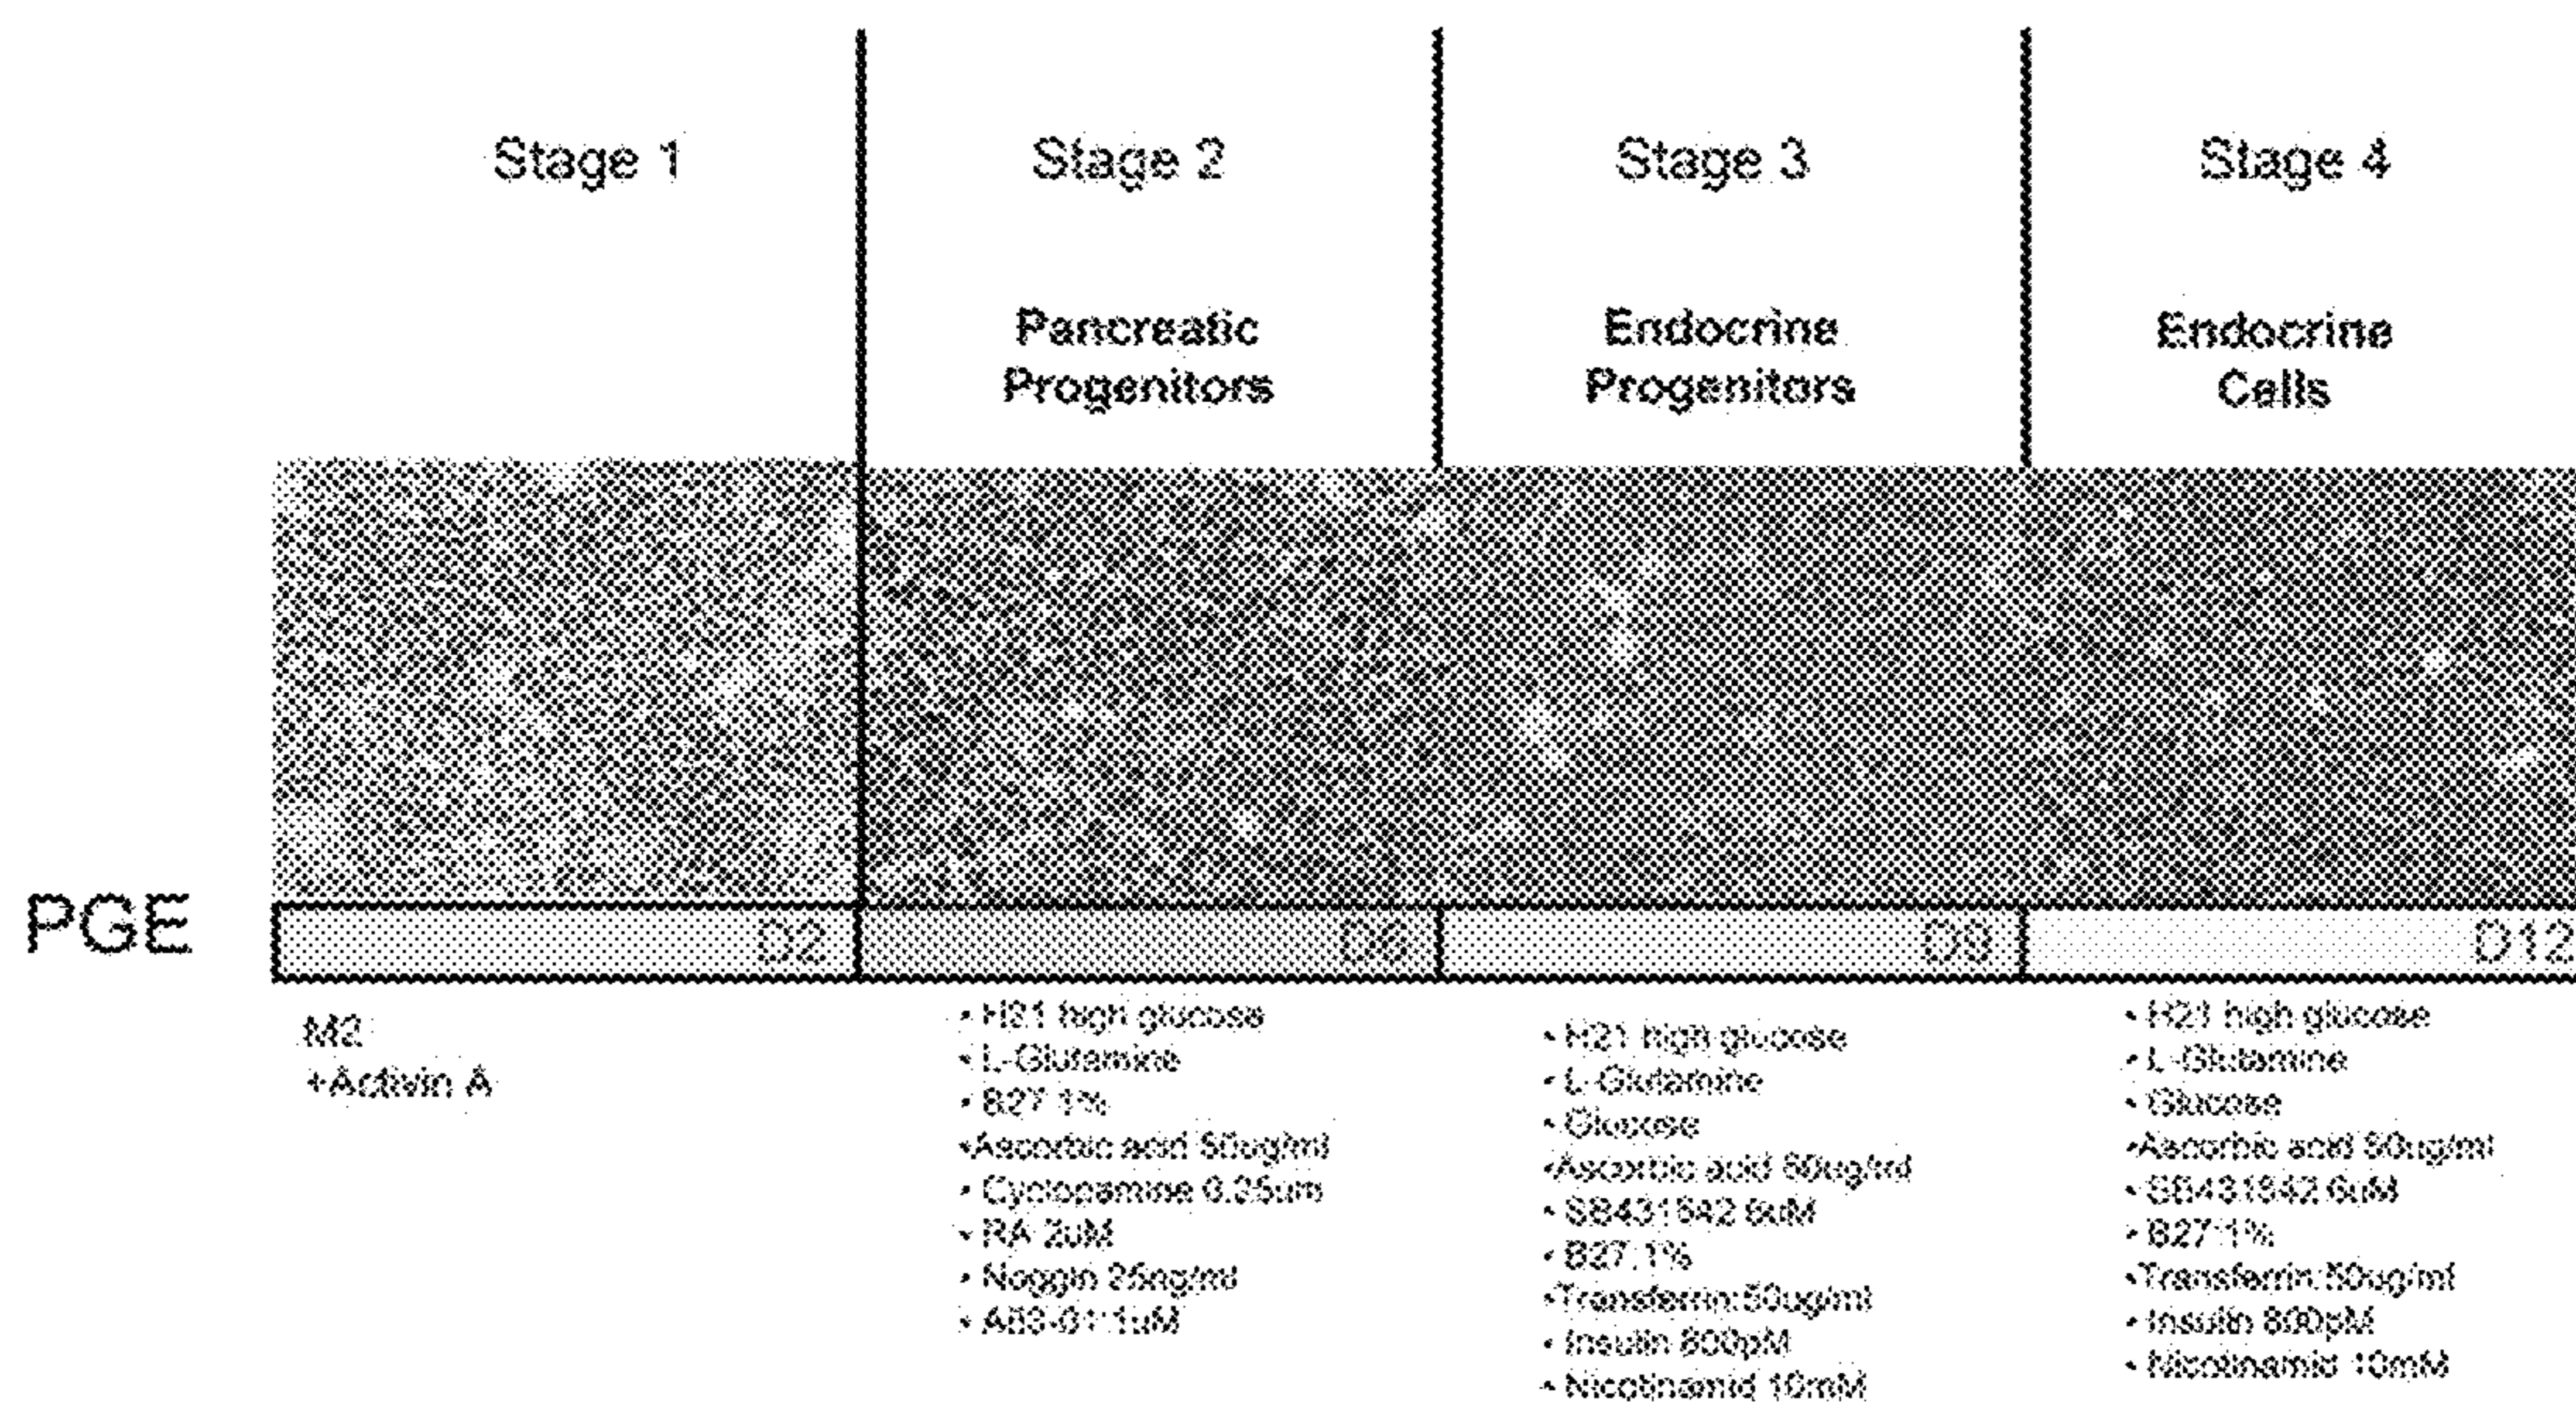 Stage 1
Stage 2
Stage 3
Stage 4
Pancreatic
Progenitors
Endocrine
Progenitors
Endocrine
Cells
PGE
D2
D6
D9
D12
M2
+Activin A
• H21 high glucose
• L-Glutamine
• B27 1%
•Ascorbic acid 50ug/ml
• Cyclopamine 0.25um
• RA 2uM
• Noggin 25ng/ml
• A83-01 1uM
• H21 high glucose
• L-Glutamine
• Glucose
•Ascorbic acid 50ug/ml
• SB431542 6uM
• B27 1%
•Transferrin 50ug/ml
• Insulin 800pM
• Nicotinamid 10mM
• H21 high glucose
• L-Glutamine
• Glucose
•Ascorbic acid 50ug/ml
• SB431542 6uM
• B27 1%
•Transferrin 50ug/ml
• Insulin 800pM
• Nicotinamid 10mM